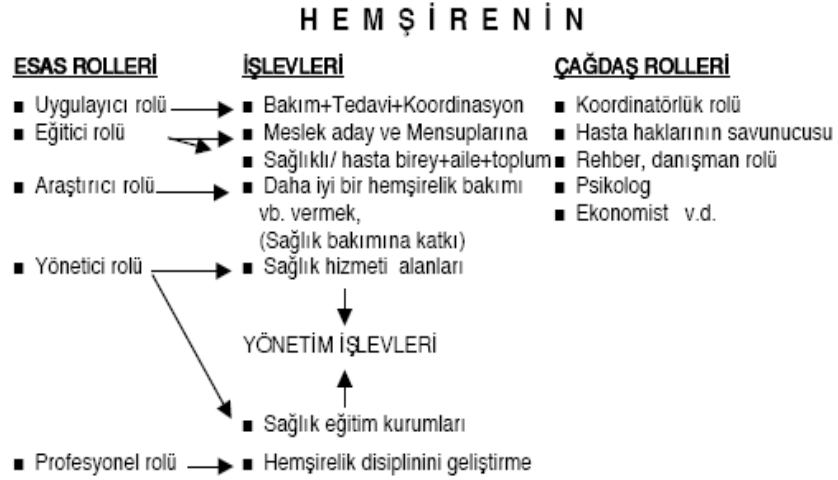 HEMŞİRENİN
ESAS ROLLERİ İŞLEVLERİ ÇAĞDAŞ ROLLERİ
■ Uygulayıcı rolü ■ Bakım+Tedavi+Koordinasyon ■ Koordinatörlük rolü
■ Eğitici rolü ■ Meslek aday ve Mensuplarına ■ Hasta haklarının savunucusu
■ Sağlıklı/ hasta birey+aile+toplum ■ Rehber, danışman rolü
■ Araştırıcı rolü ■ Daha iyi bir hemşirelik bakımı ■ Psikolog
vb. vermek, ■ Ekonomist v.d.
(Sağlık bakımına katkı)
■ Yönetici rolü ■ Sağlık hizmeti alanları
YÖNETİM İŞLEVLERİ
■ Sağlık eğitim kurumları
■ Profesyonel rolü ■ Hemşirelik disiplinini geliştirme